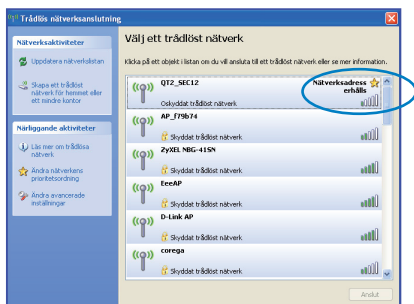 Trådlös nätverksanslutning
Nätverksaktiviteter
Uppdatera nätverkslistan
Skapa ett trådlöst
nätverk för hemmet eller
ett mindre kontor
Närliggande aktiviteter
Läs mer om trådlösa
nätverk
Ändra nätverkens
prioritetsordning
Ändra avancerade
inställningar
Välj ett trådlöst nätverk
Klicka på ett objekt i listan om du vill ansluta till ett trådlöst nätverk eller se mer information.
QT2_SEC12
Nätverksadress
erhålls
Oskyddat trådlöst nätverk
AP_f79b74
Skyddat trådlöst nätverk
ZyXEL NBG-415N
Skyddat trådlöst nätverk
EeeAP
Skyddat trådlöst nätverk
D-Link AP
Skyddat trådlöst nätverk
corega
Skyddat trådlöst nätverk
Anslut